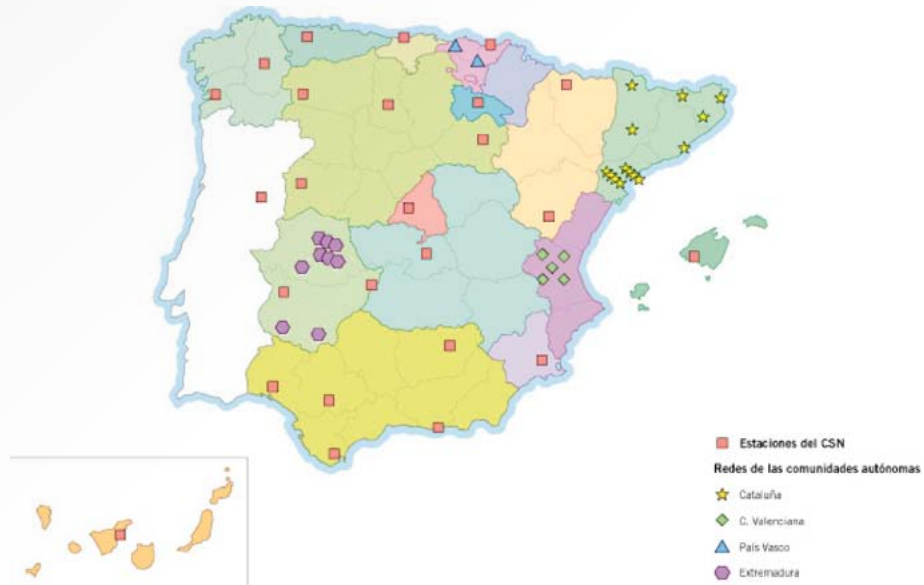 Estaciones del CSN
Redes de las comunidades autónomas
Cataluña
C. Valenciana
País Vasco
Extremadura